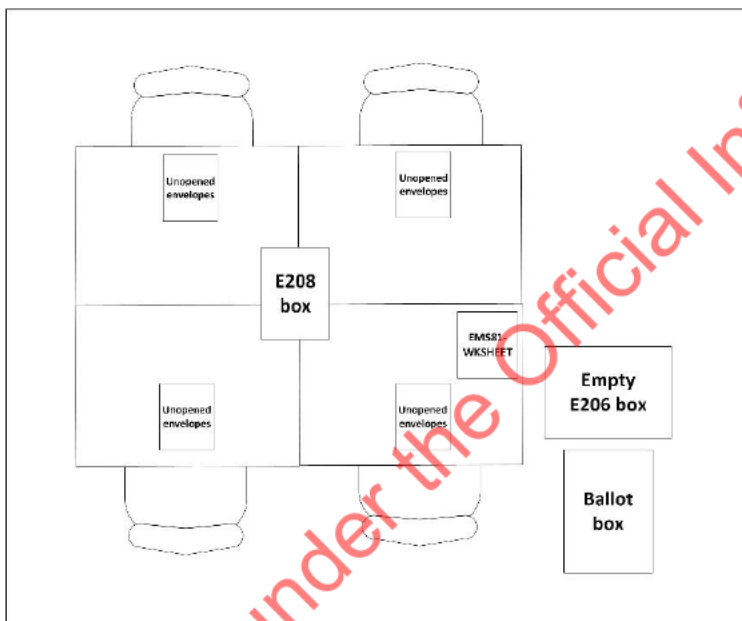 Unopened
envelopes
Unopened
envelopes
E208
box
EMS81-
WKSHEET
Empty
E206 box
Unopened
envelopes
Unopened
envelopes
Ballot
box
under the Official In